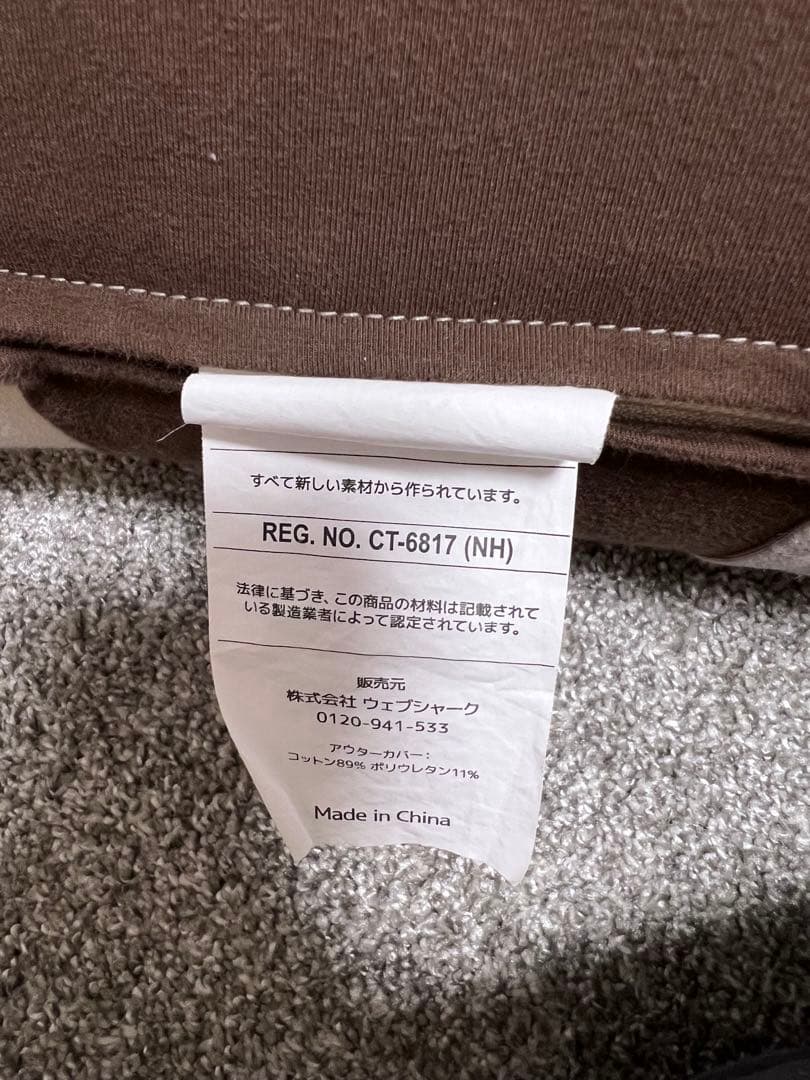 すべて新しい素材から作られています。
REG. NO. CT-6817 (NH)
法律に基づき、この商品の材料は記載されて
いる製造業者によって認定されています。
販売元
株式会社 ウェブシャーク
0120-941-533
アウターカバー：
コットン89% ポリウレタン11%
Made in China